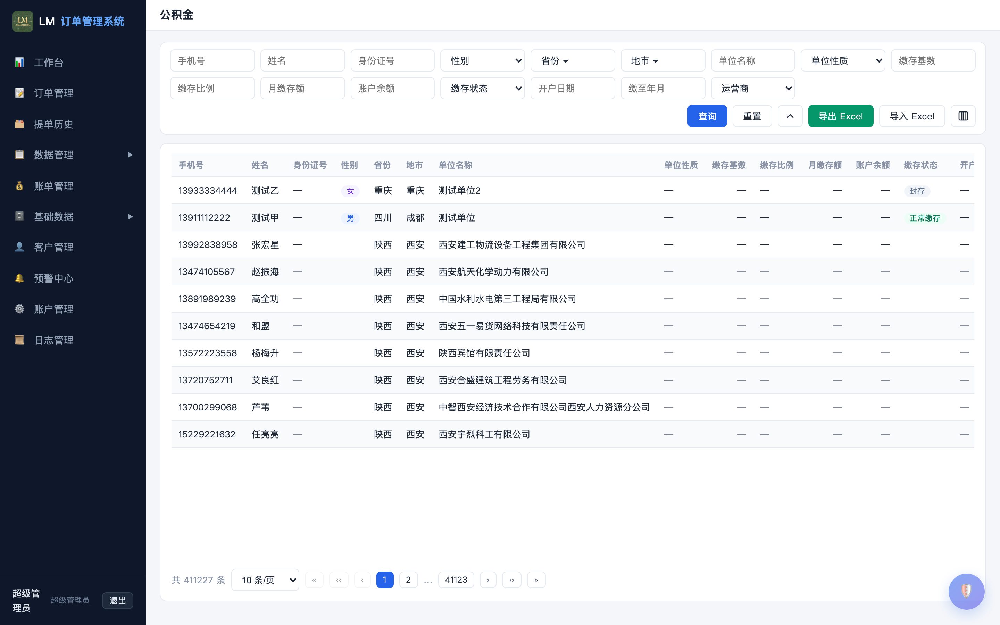 LM 订单管理系统
工作台
订单管理
提单历史
数据管理
账单管理
基础数据
客户管理
预警中心
账户管理
日志管理
超级管理员
超级管理员
退出
公积金
手机号 姓名 身份证号 性别 省份 地市 单位名称 单位性质 缴存基数
缴存比例 月缴存额 账户余额 缴存状态 开户日期 缴至年月 运营商
查询 重置 导出 Excel 导入 Excel
手机号 姓名 身份证号 性别 省份 地市 单位名称 单位性质 缴存基数 缴存比例 月缴存额 账户余额 缴存状态 开户
13933334444 测试乙 — 女 重庆 重庆 测试单位2 — — — — — 封存 —
13911112222 测试甲 — 男 四川 成都 测试单位 — — — — — 正常缴存 —
13992838958 张宏星 — 陕西 西安 西安建工物流设备工程集团有限公司 — — — — — —
13474105567 赵振海 — 陕西 西安 西安航天化学动力有限公司 — — — — — —
13891989239 高全功 — 陕西 西安 中国水利水电第三工程局有限公司 — — — — — —
13474654219 和盟 — 陕西 西安 西安五一易货网络科技有限责任公司 — — — — — —
13572223558 杨梅升 — 陕西 西安 陕西宾馆有限责任公司 — — — — — —
13720752711 艾良红 — 陕西 西安 西安合盛建筑工程劳务有限公司 — — — — — —
13700299068 芦苇 — 陕西 西安 中智西安经济技术合作有限公司西安人力资源分公司 — — — — — —
15229221632 任亮亮 — 陕西 西安 西安宇烈科工有限公司 — — — — — —
共 411227 条 10 条/页 « ‹‹ ‹ 1 2 … 41123 › ›› »